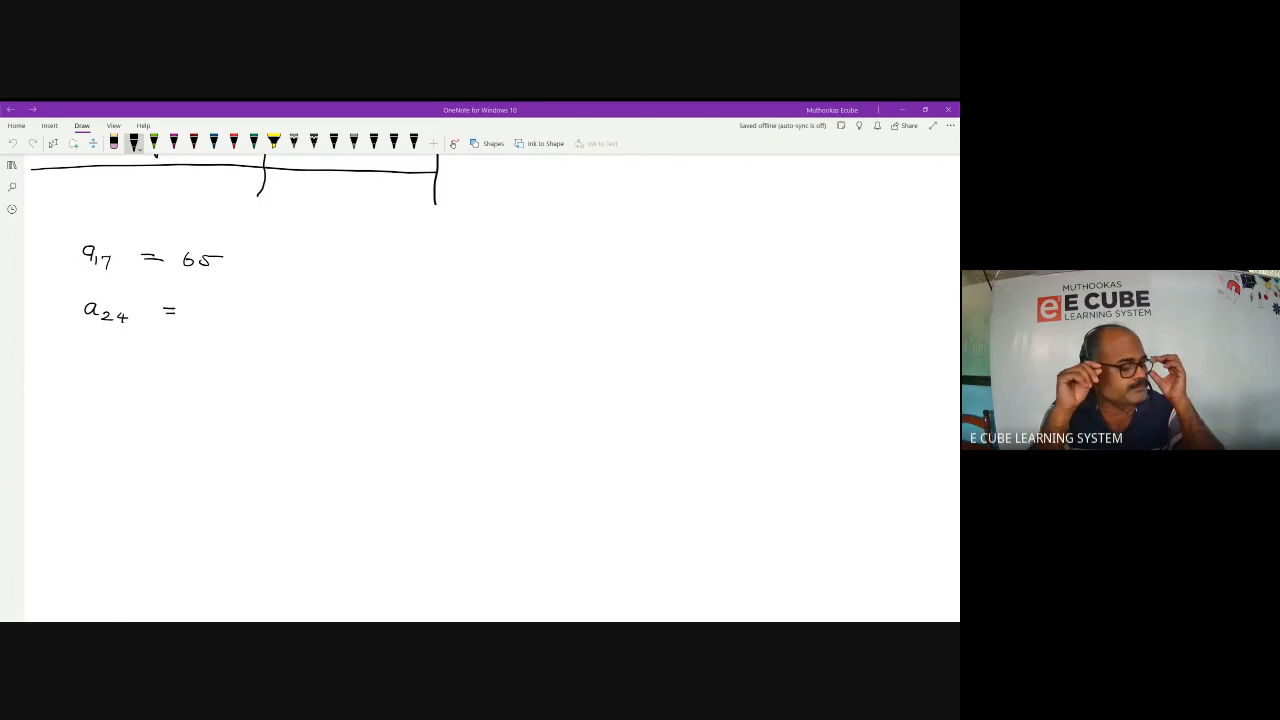 OneNote for Windows 10
Muthookas Ecube
Home Insert Draw View Help
Saved offline (auto-sync is off)
Share
Shapes
Ink to Shape
Ink to Text
a₁₇ = 65
a₂₄ =
MUTHOOKAS
e³ E CUBE
LEARNING SYSTEM
E CUBE LEARNING SYSTEM